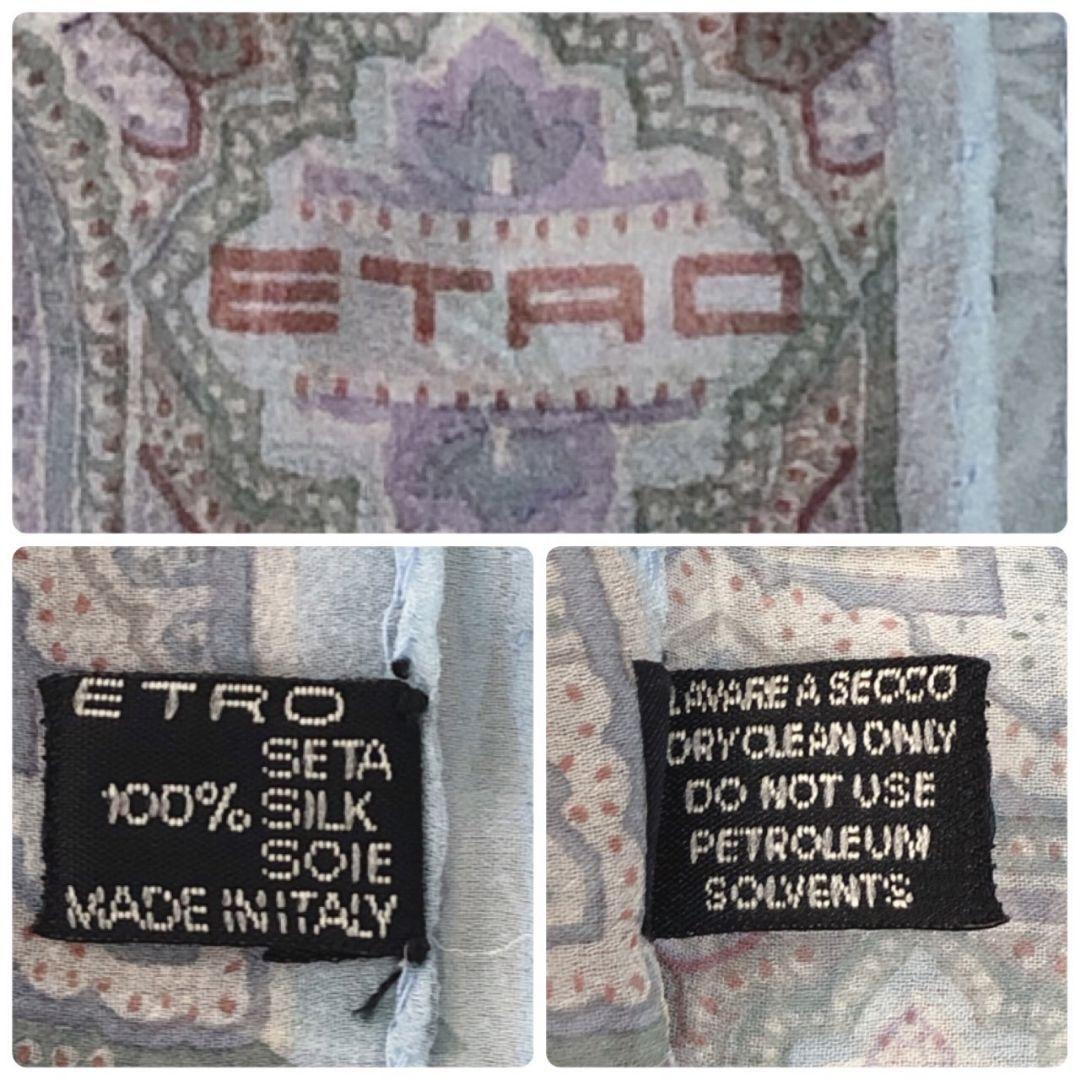 ETRO
ETRO
SETA
100% SILK
SOIE
MADE IN ITALY
LAVARE A SECCO
DRY CLEAN ONLY
DO NOT USE
PETROLEUM
SOLVENTS